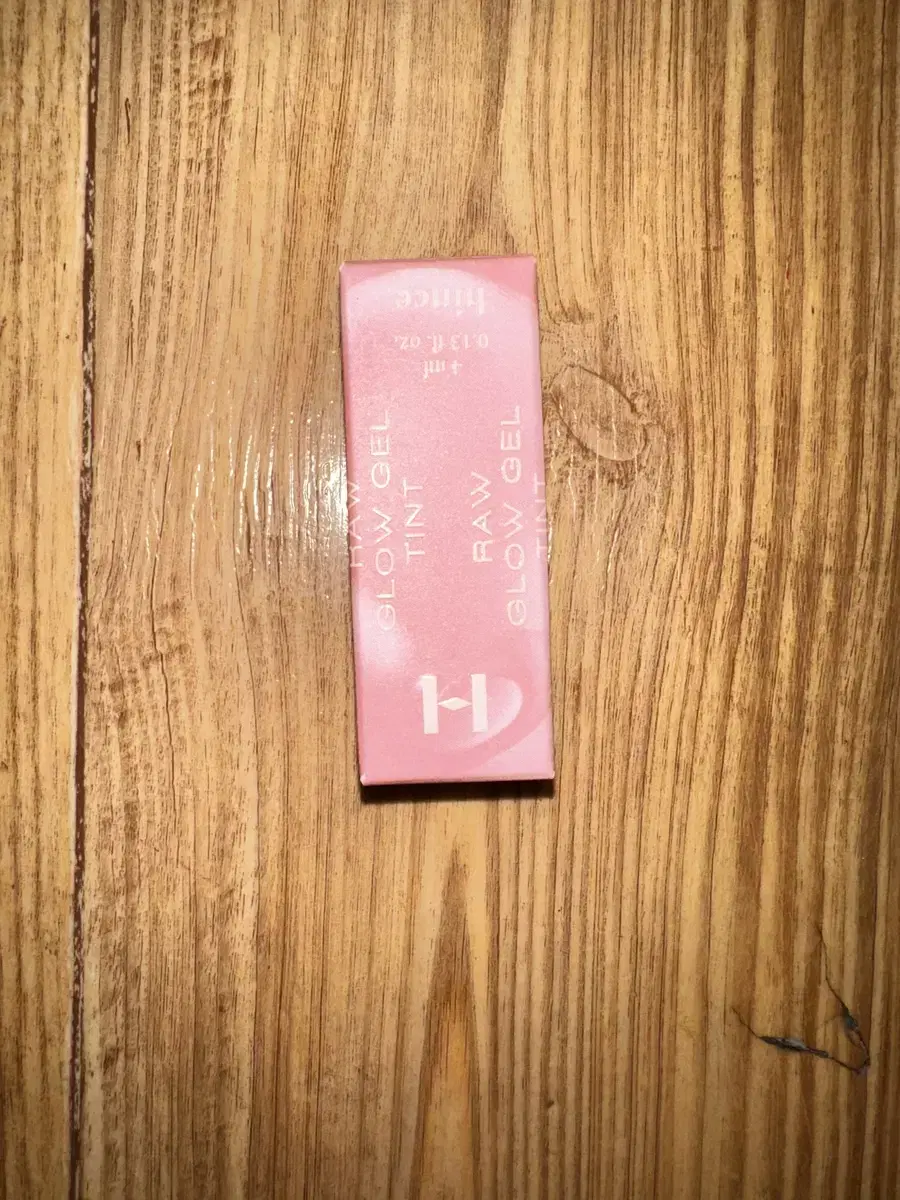 hince
0.13 fl. oz.
4 ml
RAW
GLOW GEL
TINT
RAW
GLOW GEL
TINT
H